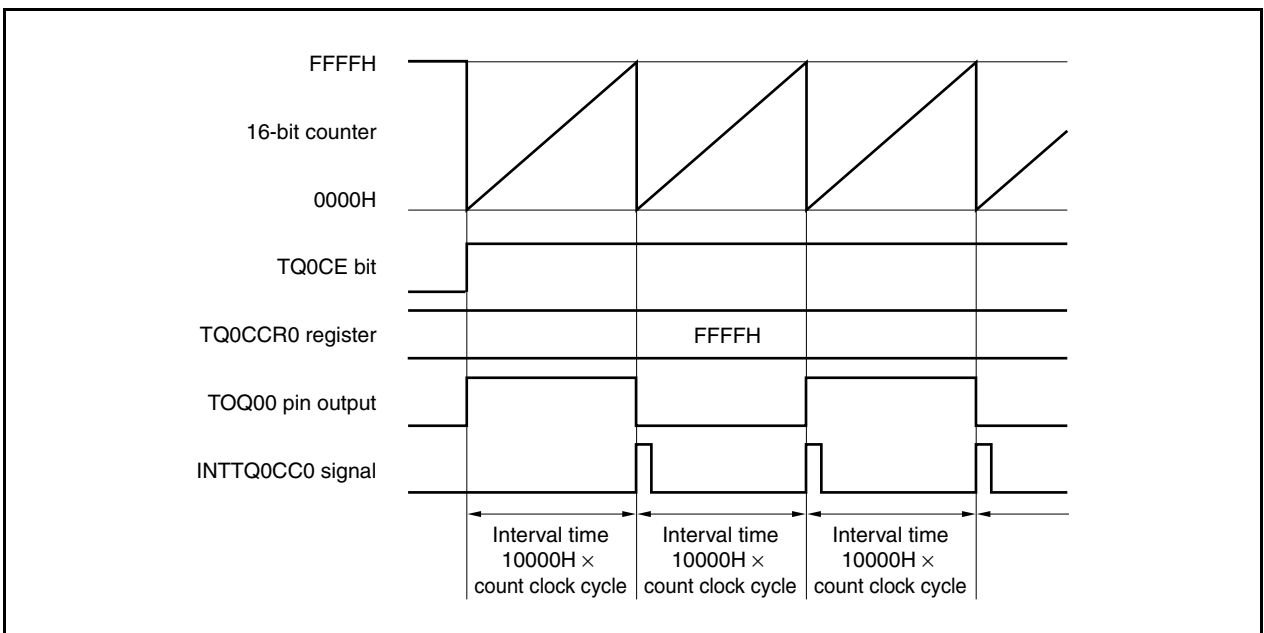 FFFFH
16-bit counter
0000H
TQ0CE bit
TQ0CCR0 register
FFFFH
TOQ00 pin output
INTTQ0CC0 signal
Interval time
10000H ×
count clock cycle
Interval time
10000H ×
count clock cycle
Interval time
10000H ×
count clock cycle